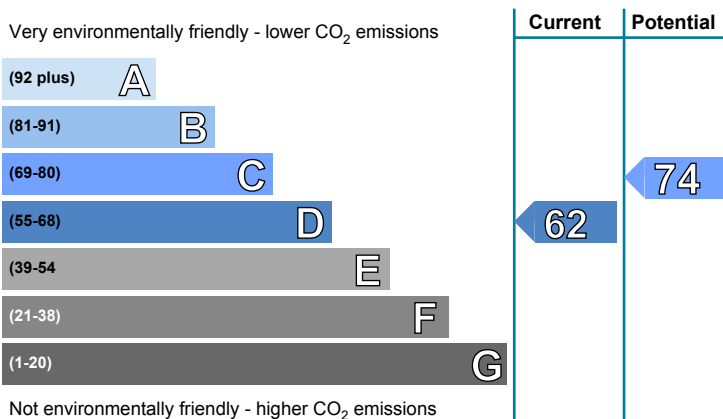 Current Potential
Very environmentally friendly - lower CO2 emissions
(92 plus) A
(81-91) B
(69-80) C
74
(55-68) D
62
(39-54 E
(21-38) F
(1-20) G
Not environmentally friendly - higher CO2 emissions